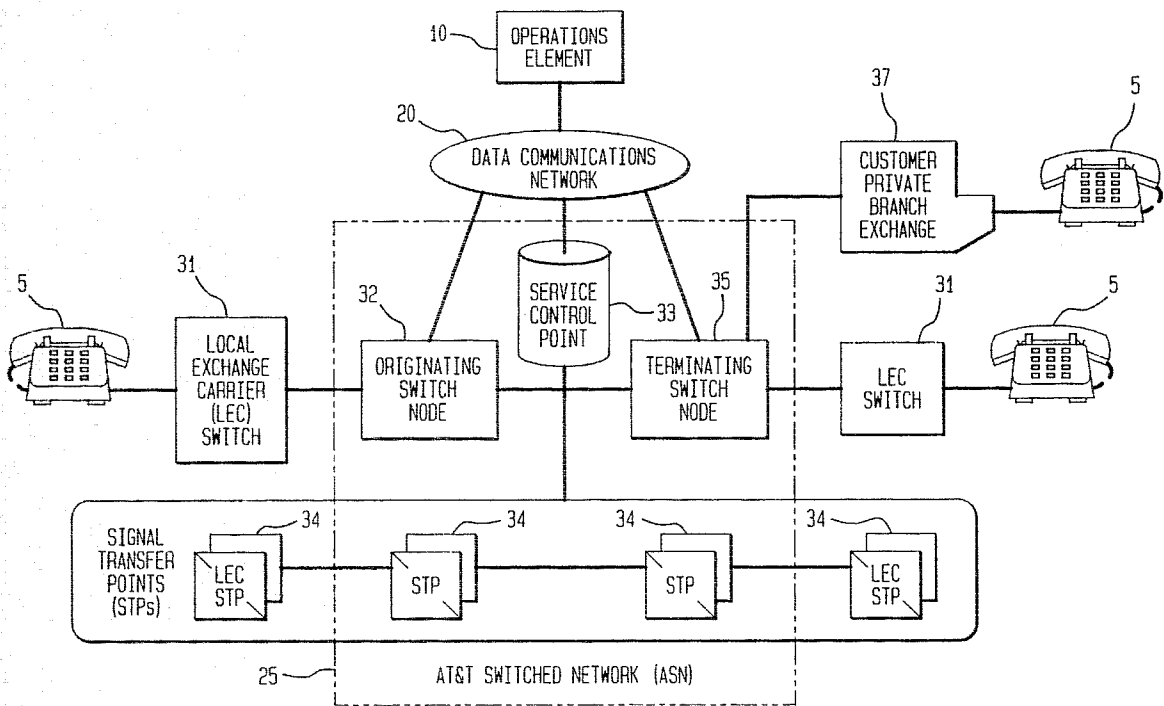 10
OPERATIONS
ELEMENT
20
DATA COMMUNICATIONS
NETWORK
37
CUSTOMER
PRIVATE
BRANCH
EXCHANGE
5
5
31
LOCAL
EXCHANGE
CARRIER
(LEC)
SWITCH
32
ORIGINATING
SWITCH
NODE
SERVICE
CONTROL
POINT
33
35
TERMINATING
SWITCH
NODE
31
LEC
SWITCH
5
SIGNAL
TRANSFER
POINTS
(STPs)
34
LEC
STP
34
STP
34
STP
34
LEC
STP
25
AT&T SWITCHED NETWORK (ASN)